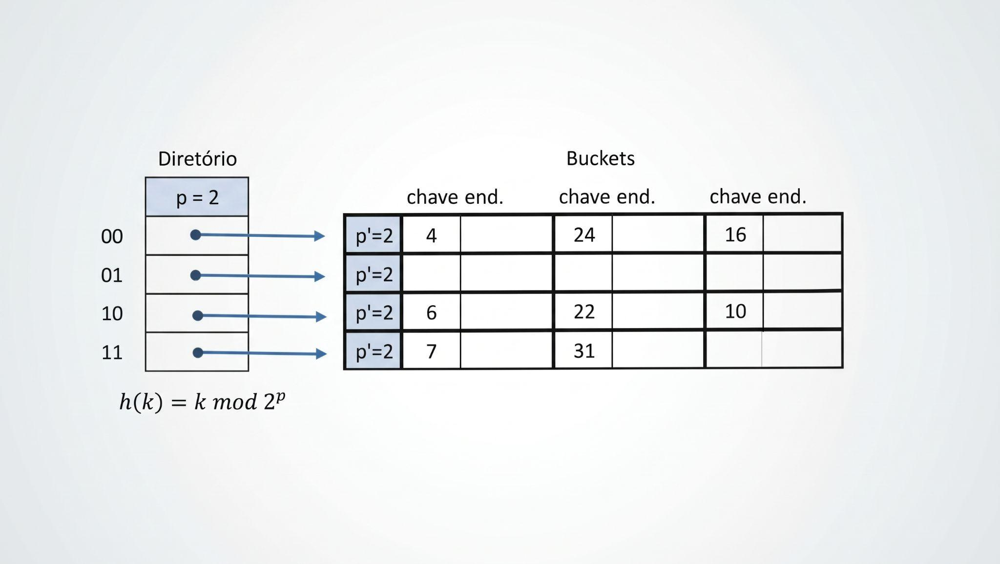 Diretório
Buckets
p = 2
chave end. chave end. chave end.
00 p'=2 4 24 16
01 p'=2
10 p'=2 6 22 10
11 p'=2 7 31
h(k) = k mod 2^p